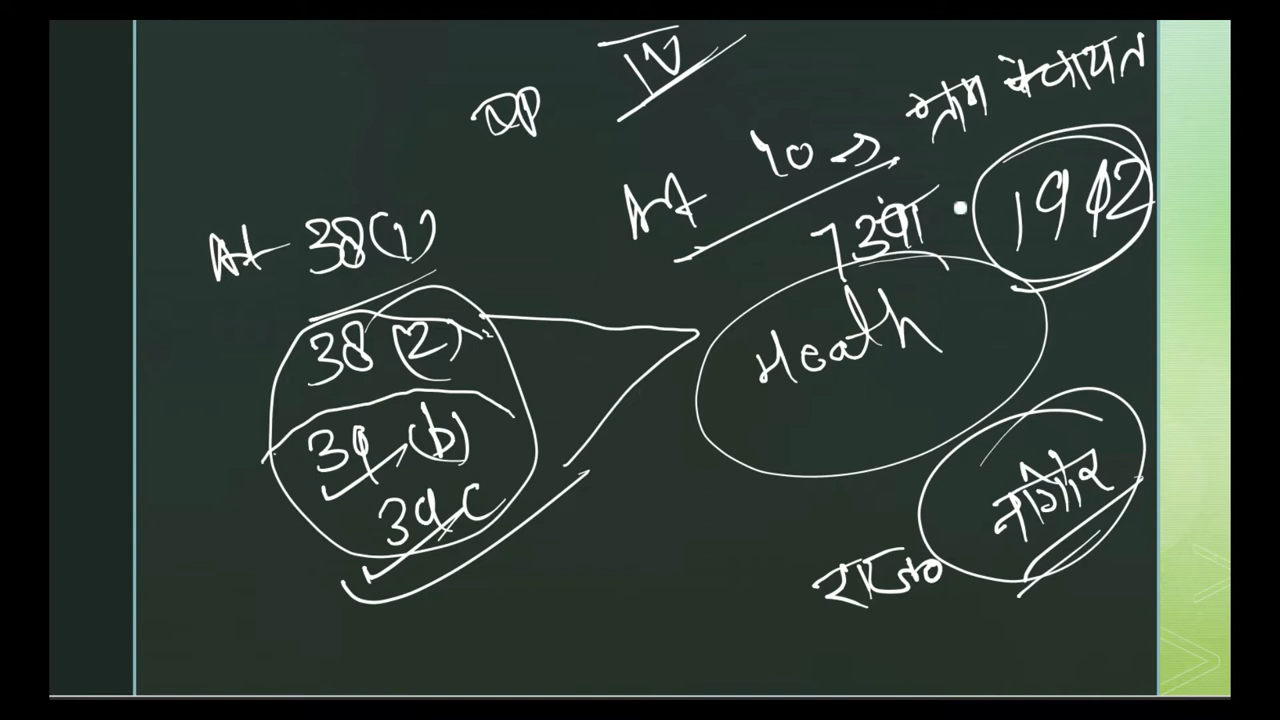 IV
DP
ग्राम पंचायत
Art 40 
73वां 1992
Art 38(1)
38(2)
Heath
39(b)
39c
नागौर
राज०